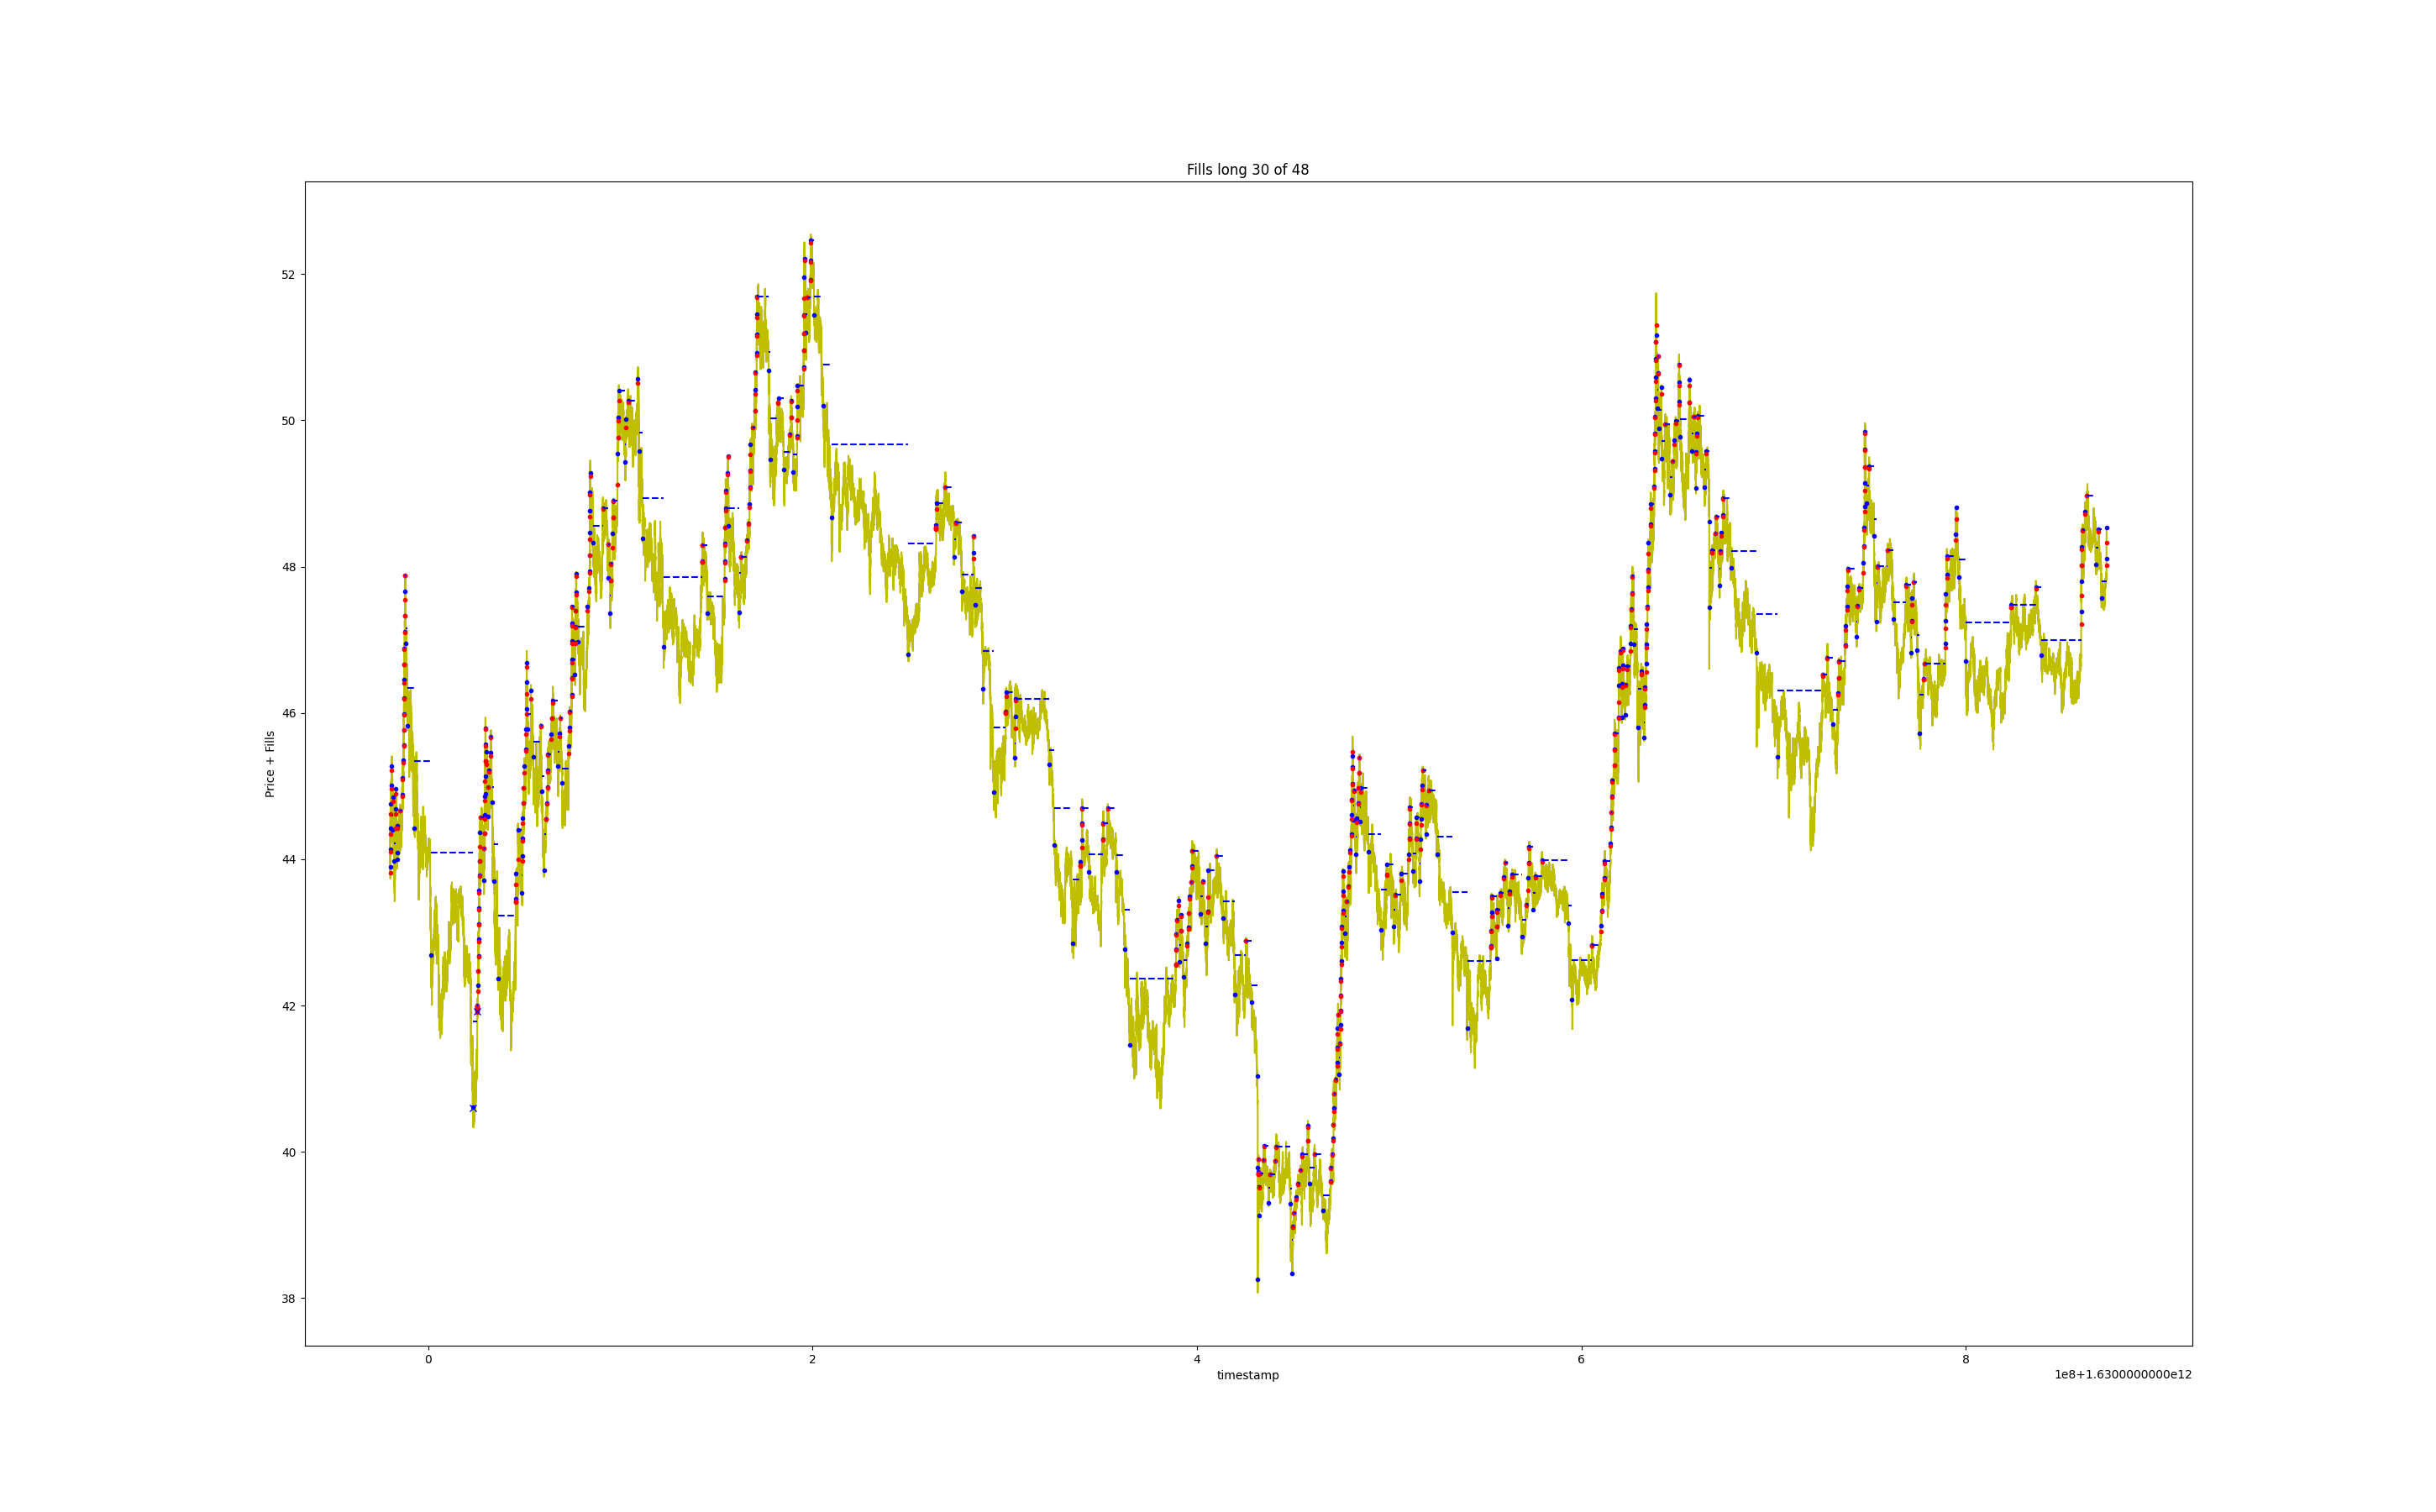 Fills long 30 of 48
Price + Fills
52
50
48
46
44
42
40
38
0 2 4 6 8
timestamp
1e8+1.6300000000e12